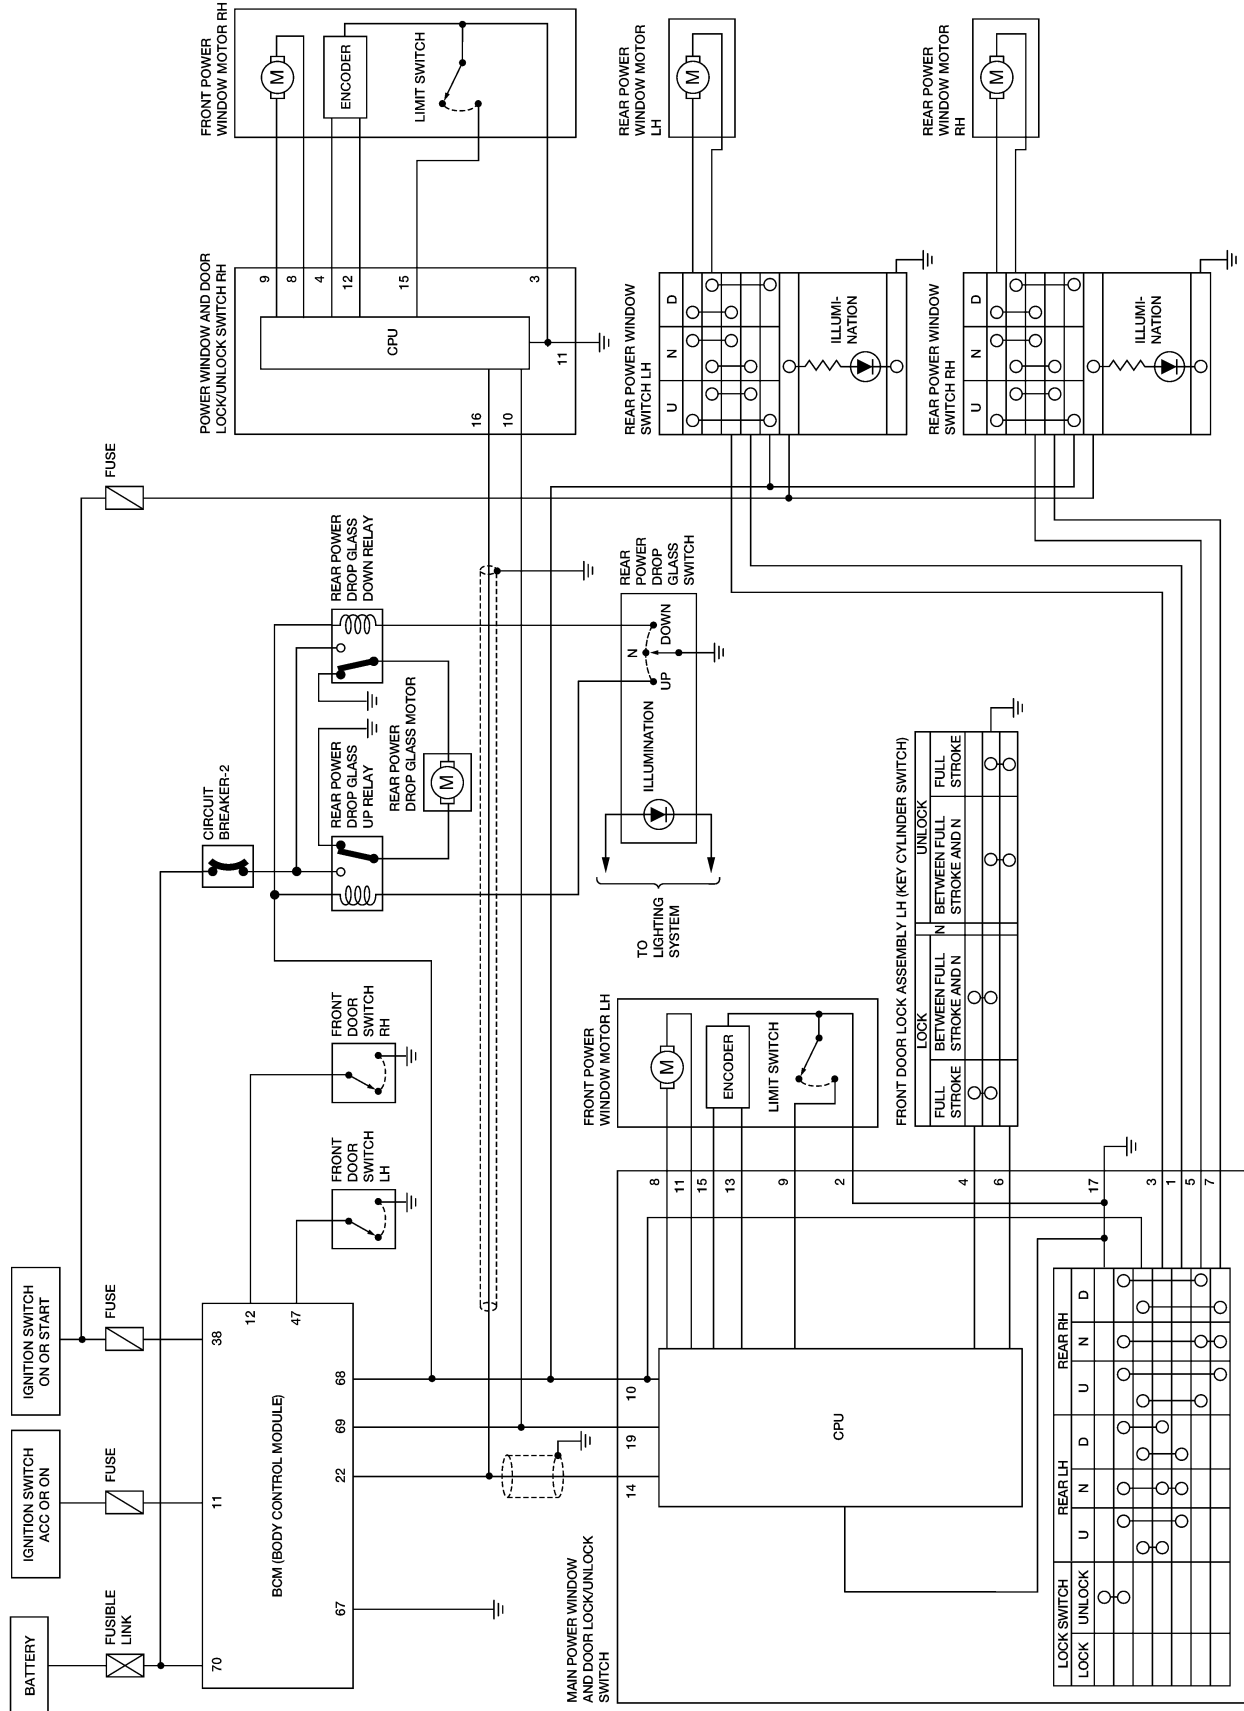 BATTERY
IGNITION SWITCH
ACC OR ON
IGNITION SWITCH
ON OR START
FUSIBLE
LINK
FUSE
FUSE
FUSE
70
11
38
BCM (BODY CONTROL MODULE)
67
22
69
68
47
12
FRONT
DOOR
SWITCH
LH
FRONT
DOOR
SWITCH
RH
CIRCUIT
BREAKER-2
REAR POWER
DROP GLASS
UP RELAY
REAR POWER
DROP GLASS
DOWN RELAY
REAR POWER
DROP GLASS MOTOR
M
POWER WINDOW AND DOOR
LOCK/UNLOCK SWITCH RH
CPU
16
10
9
8
4
12
15
3
11
FRONT POWER
WINDOW MOTOR RH
M
ENCODER
LIMIT SWITCH
MAIN POWER WINDOW
AND DOOR LOCK/UNLOCK
SWITCH
14
19
10
CPU
8
11
15
13
9
2
4
6
17
3
1
5
7
FRONT POWER
WINDOW MOTOR LH
M
ENCODER
LIMIT SWITCH
TO
LIGHTING
SYSTEM
REAR
POWER
DROP
GLASS
SWITCH
ILLUMINATION
UP
N
DOWN
REAR POWER WINDOW
SWITCH LH
U
N
D
ILLUMI-
NATION
REAR POWER
WINDOW MOTOR
LH
M
FRONT DOOR LOCK ASSEMBLY LH (KEY CYLINDER SWITCH)
LOCK
N
UNLOCK
FULL
STROKE
BETWEEN FULL
STROKE AND N
BETWEEN FULL
STROKE AND N
FULL
STROKE
REAR POWER WINDOW
SWITCH RH
U
N
D
ILLUMI-
NATION
REAR POWER
WINDOW MOTOR
RH
M
LOCK SWITCH
REAR LH
REAR RH
LOCK
UNLOCK
U
N
D
U
N
D